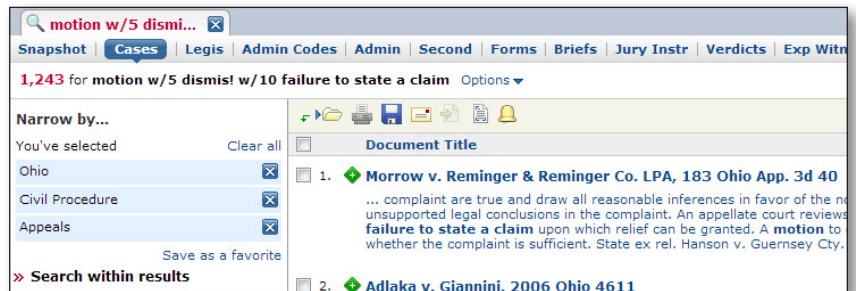 motion w/5 dismi...
Snapshot | Cases | Legis | Admin Codes | Admin | Second | Forms | Briefs | Jury Instr | Verdicts | Exp Witn
1,243 for motion w/5 dismis! w/10 failure to state a claim Options
Narrow by...
You've selected Clear all
Ohio
Civil Procedure
Appeals
Save as a favorite
» Search within results
Document Title
1. Morrow v. Reminger & Reminger Co. LPA, 183 Ohio App. 3d 40
... complaint are true and draw all reasonable inferences in favor of the
unsupported legal conclusions in the complaint. An appellate court reviews
failure to state a claim upon which relief can be granted. A motion to
whether the complaint is sufficient. State ex rel. Hanson v. Guernsey Cty.
2. Adlaka v. Giannini, 2006 Ohio 4611